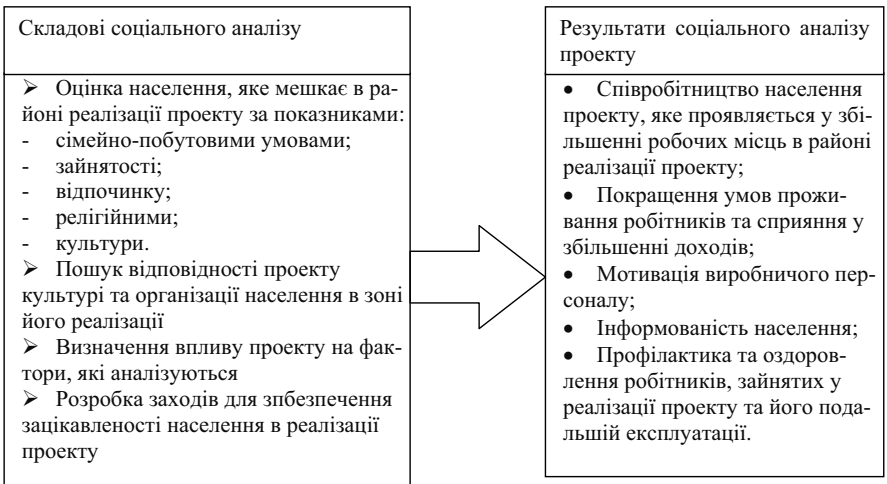 Складові соціального аналізу
➢ Оцінка населення, яке мешкає в ра-
йоні реалізації проекту за показниками:
- сімейно-побутовими умовами;
- зайнятості;
- відпочинку;
- релігійними;
- культури.
➢ Пошук відповідності проекту
культурі та організації населення в зоні
його реалізації
➢ Визначення впливу проекту на фак-
тори, які аналізуються
➢ Розробка заходів для зпбезпечення
зацікавленості населення в реалізації
проекту
Результати соціального аналізу
проекту
• Співробітництво населення
проекту, яке проявляється у збі-
льшенні робочих місць в районі
реалізації проекту;
• Покращення умов прожи-
вання робітників та сприяння у
збільшенні доходів;
• Мотивація виробничого пер-
соналу;
• Інформованість населення;
• Профілактика та оздоров-
лення робітників, зайнятих у
реалізації проекту та його пода-
льшій експлуатації.